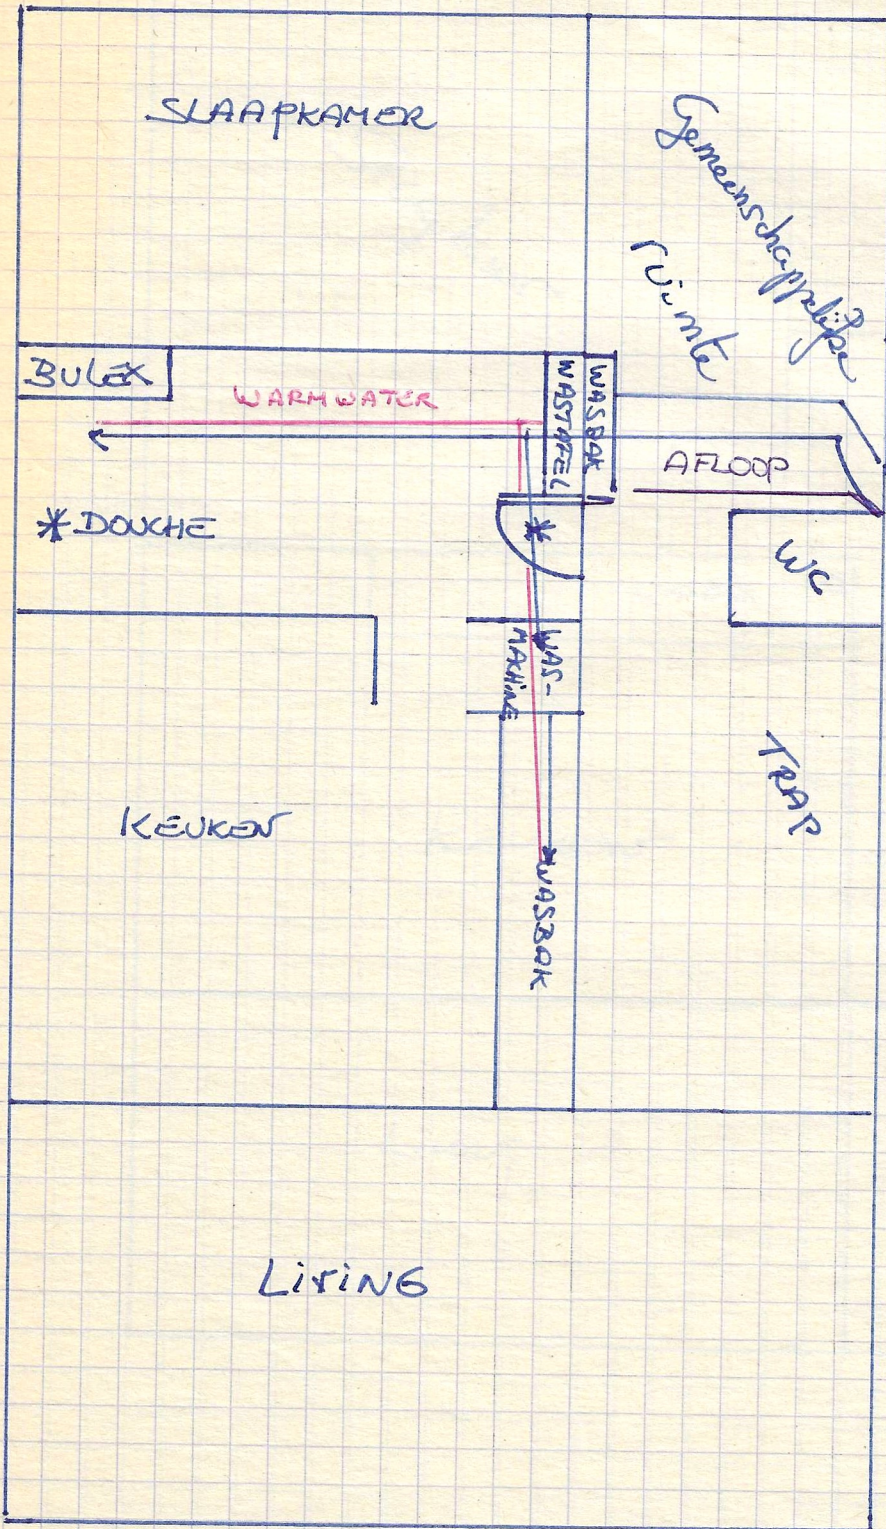 SLAAPKAMER
Gemeenschappelijke
ruimte
BULEX
WARMWATER
WASTAFEL
WASBAK
AFLOOP
* DOUCHE
*
WC
WAS-
MACHINE
TRAP
KEUKEN
WASBAK
LiviNG